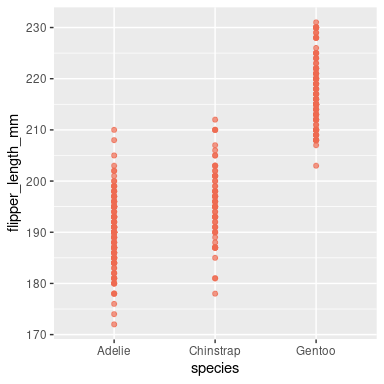 230
220
210
200
190
180
170
flipper_length_mm
Adelie
Chinstrap
Gentoo
species